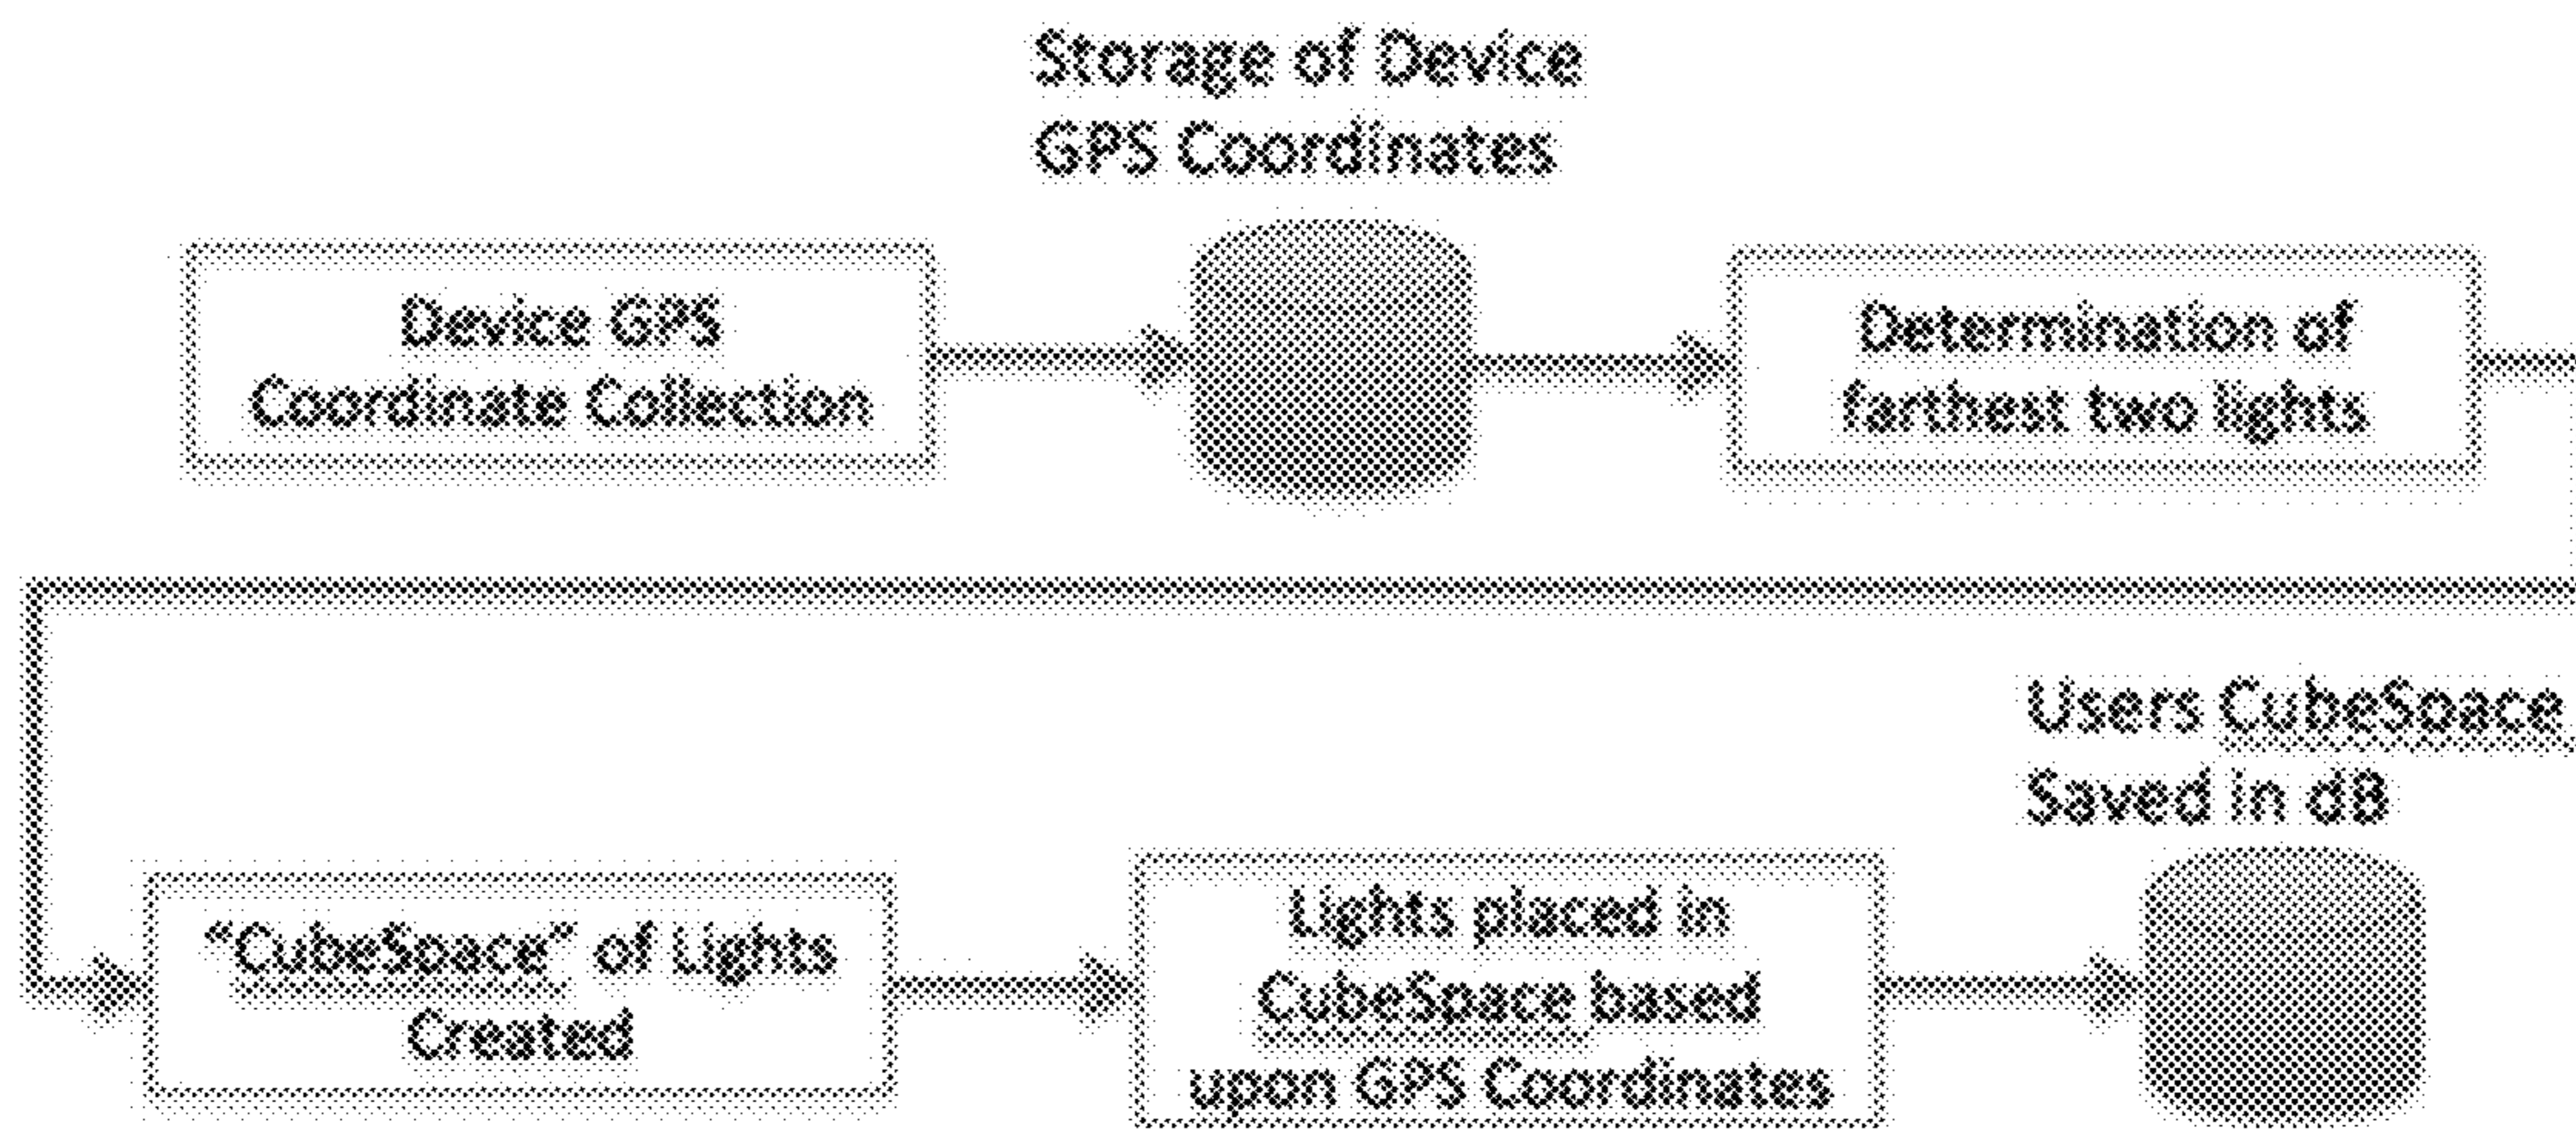 Storage of Device
GPS Coordinates
Device GPS
Coordinate Collection
Determination of
farthest two lights
Users CubeSpace
Saved in dB
“CubeSpace” of Lights
Created
Lights placed in
CubeSpace based
upon GPS Coordinates